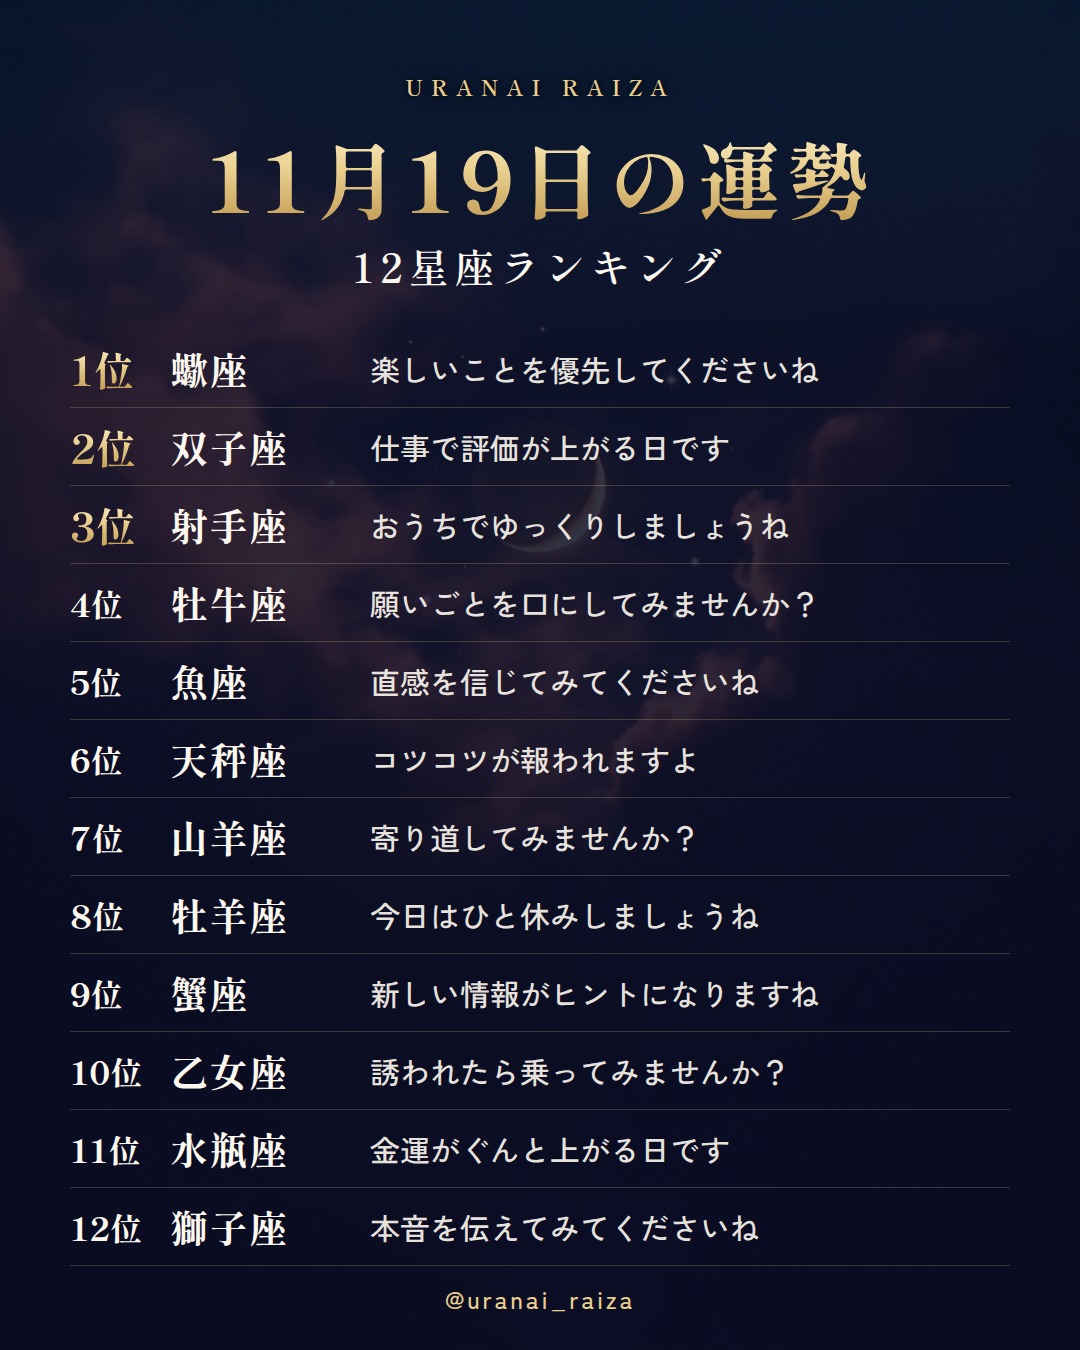 URANAI RAIZA
11月19日の運勢
12星座ランキング
1位 蠍座 楽しいことを優先してくださいね
2位 双子座 仕事で評価が上がる日です
3位 射手座 おうちでゆっくりしましょうね
4位 牡牛座 願いごとを口にしてみませんか？
5位 魚座 直感を信じてみてくださいね
6位 天秤座 コツコツが報われますよ
7位 山羊座 寄り道してみませんか？
8位 牡羊座 今日はひと休みしましょうね
9位 蟹座 新しい情報がヒントになりますね
10位 乙女座 誘われたら乗ってみませんか？
11位 水瓶座 金運がぐんと上がる日です
12位 獅子座 本音を伝えてみてくださいね
@uranai_raiza